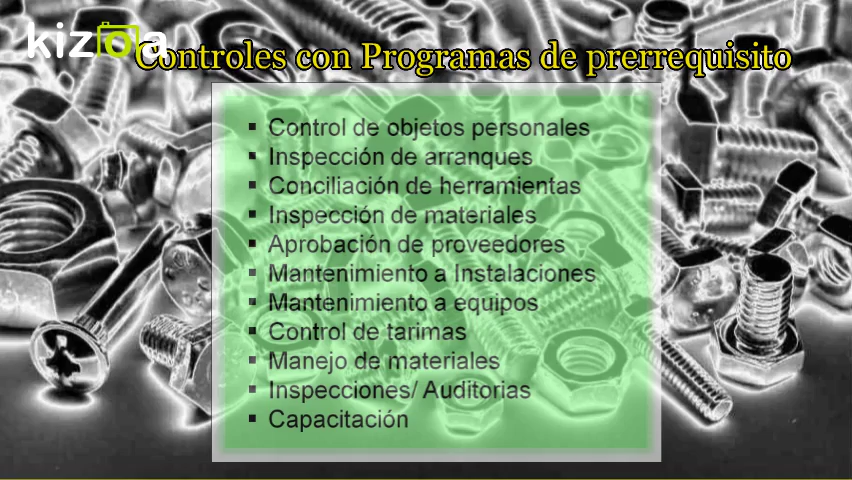 kizoa
Controles con Programas de prerrequisito
▪ Control de objetos personales
▪ Inspección de arranques
▪ Conciliación de herramientas
▪ Inspección de materiales
▪ Aprobación de proveedores
▪ Mantenimiento a Instalaciones
▪ Mantenimiento a equipos
▪ Control de tarimas
▪ Manejo de materiales
▪ Inspecciones/ Auditorias
▪ Capacitación